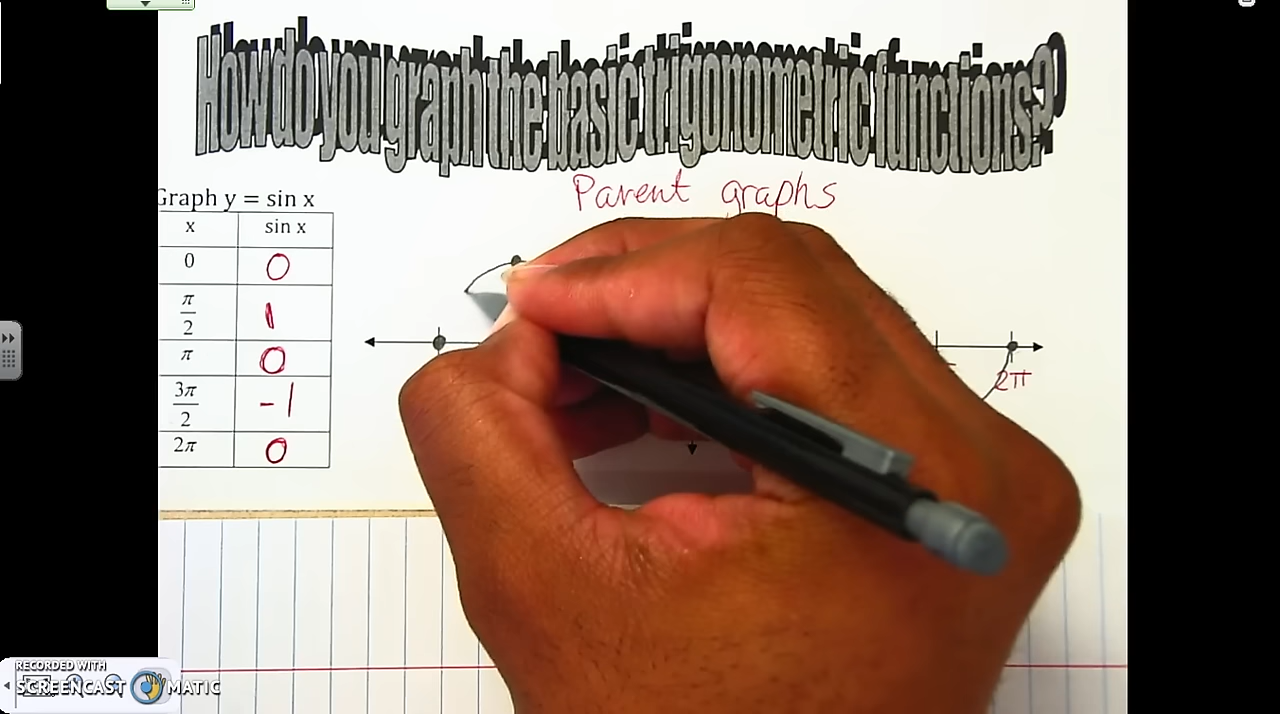 How do you graph the basic trigonometric functions?
Parent graphs
Graph y = sin x
x sin x
0 0
π/2 1
π 0
3π/2 -1
2π 0
2π
RECORDED WITH
SCREENCAST MATIC